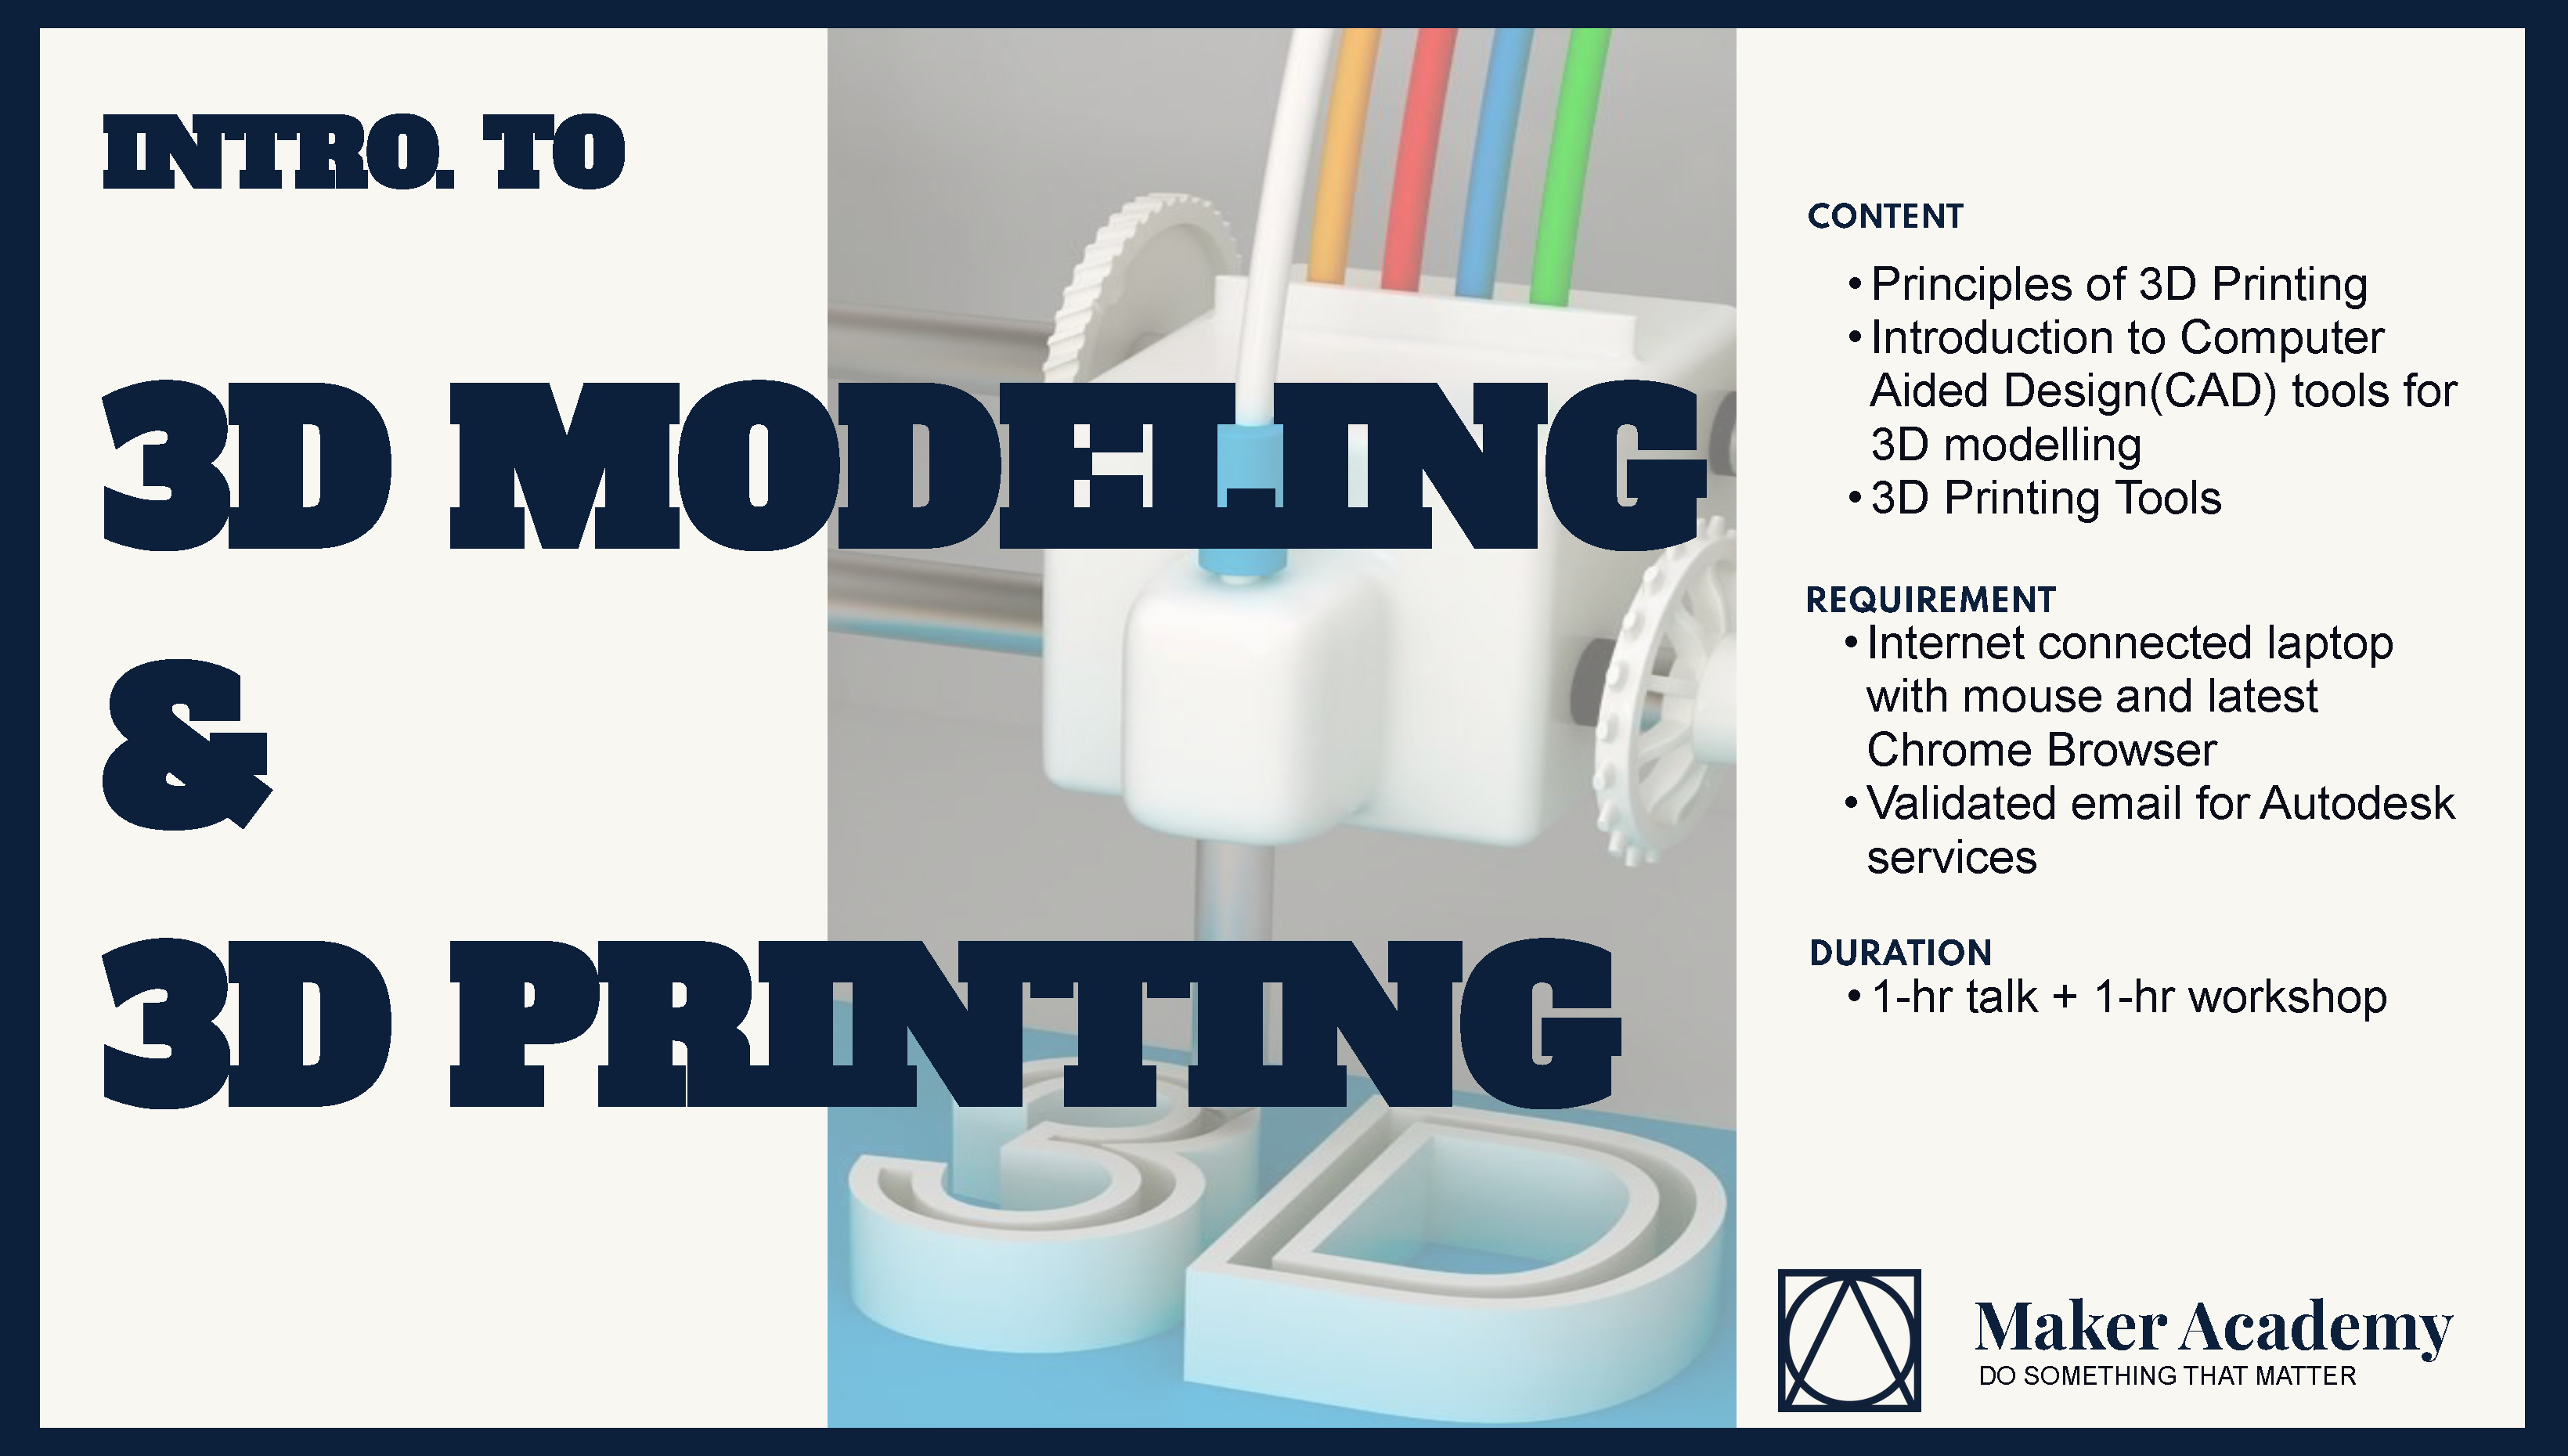 INTRO. TO
3D MODELING
&
3D PRINTING
CONTENT
• Principles of 3D Printing
• Introduction to Computer
Aided Design(CAD) tools for
3D modelling
• 3D Printing Tools
REQUIREMENT
• Internet connected laptop
with mouse and latest
Chrome Browser
• Validated email for Autodesk
services
DURATION
• 1-hr talk + 1-hr workshop
3D
Maker Academy
DO SOMETHING THAT MATTER